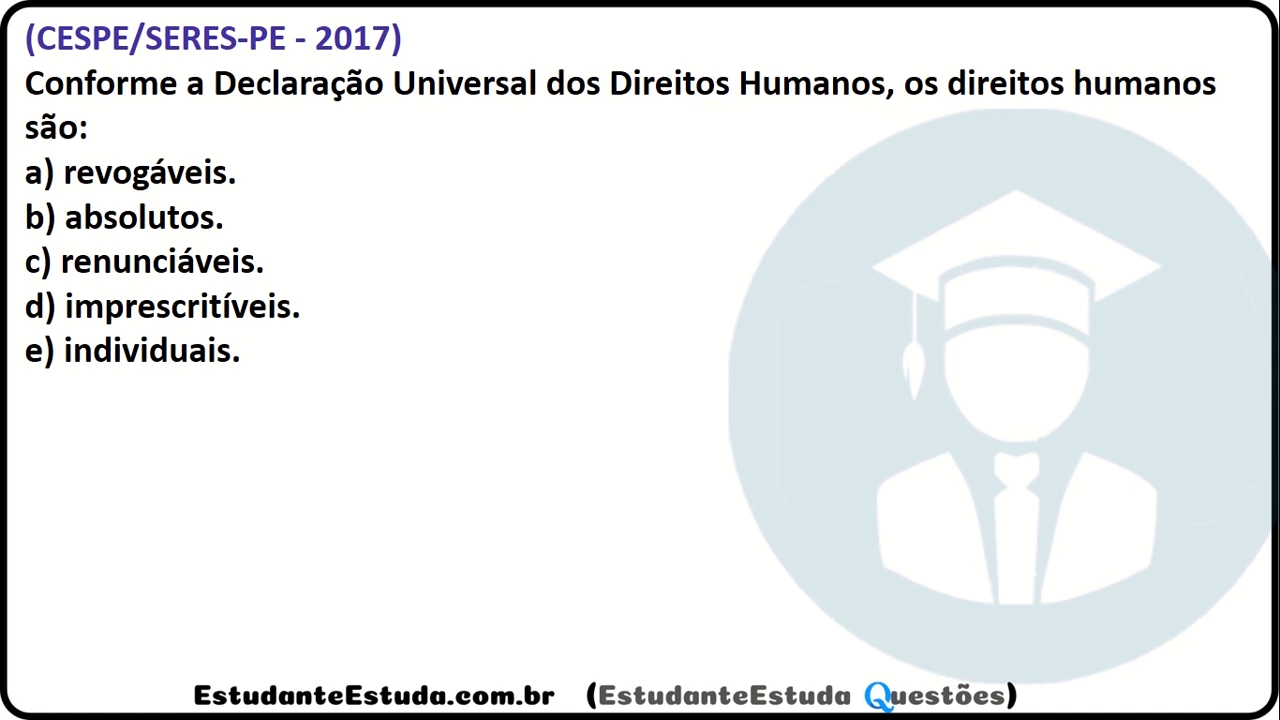 (CESPE/SERES-PE - 2017)
Conforme a Declaração Universal dos Direitos Humanos, os direitos humanos
são:
a) revogáveis.
b) absolutos.
c) renunciáveis.
d) imprescritíveis.
e) individuais.
EstudanteEstuda.com.br (EstudanteEstuda Questões)